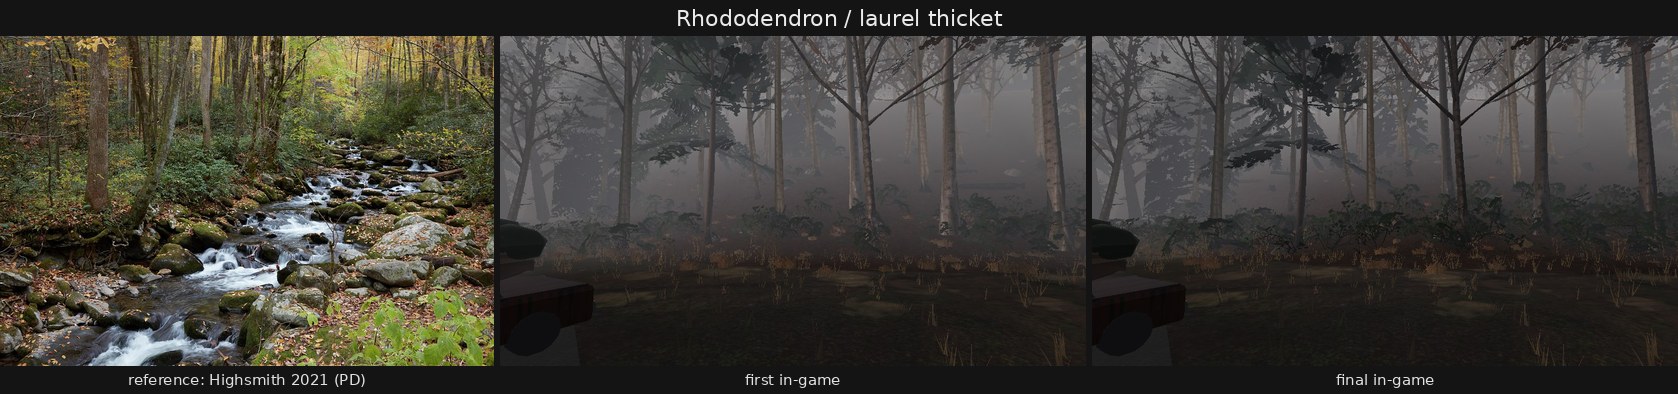 Rhododendron / laurel thicket
reference: Highsmith 2021 (PD)
first in-game
final in-game